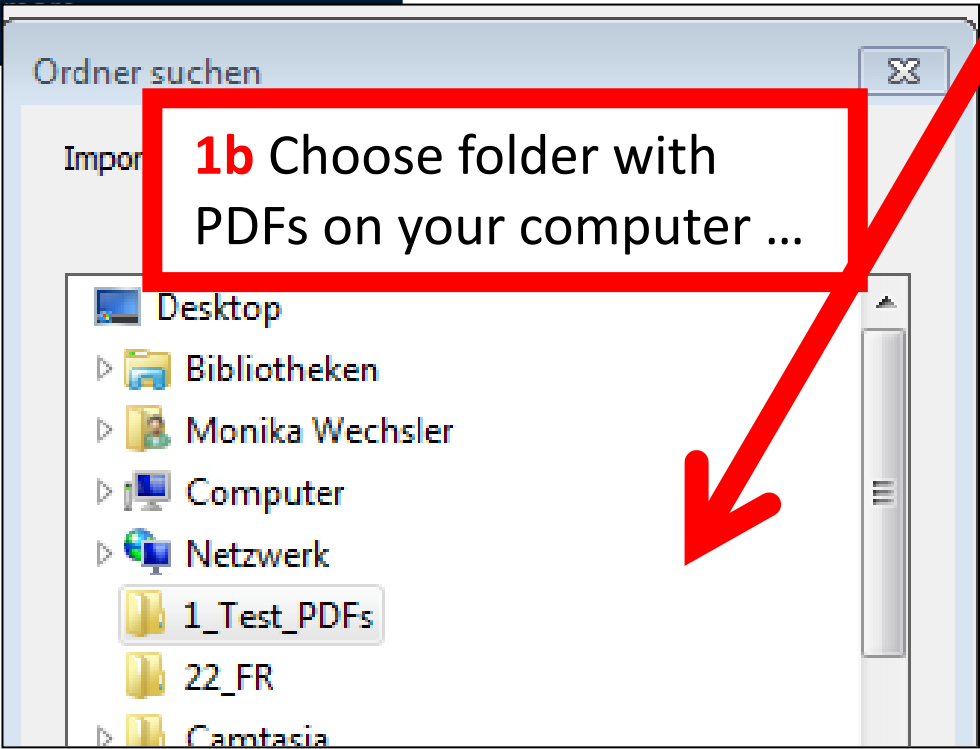 Ordner suchen
Impor
1b Choose folder with
PDFs on your computer …
Desktop
Bibliotheken
Monika Wechsler
Computer
Netzwerk
1_Test_PDFs
22_FR
Camtasia